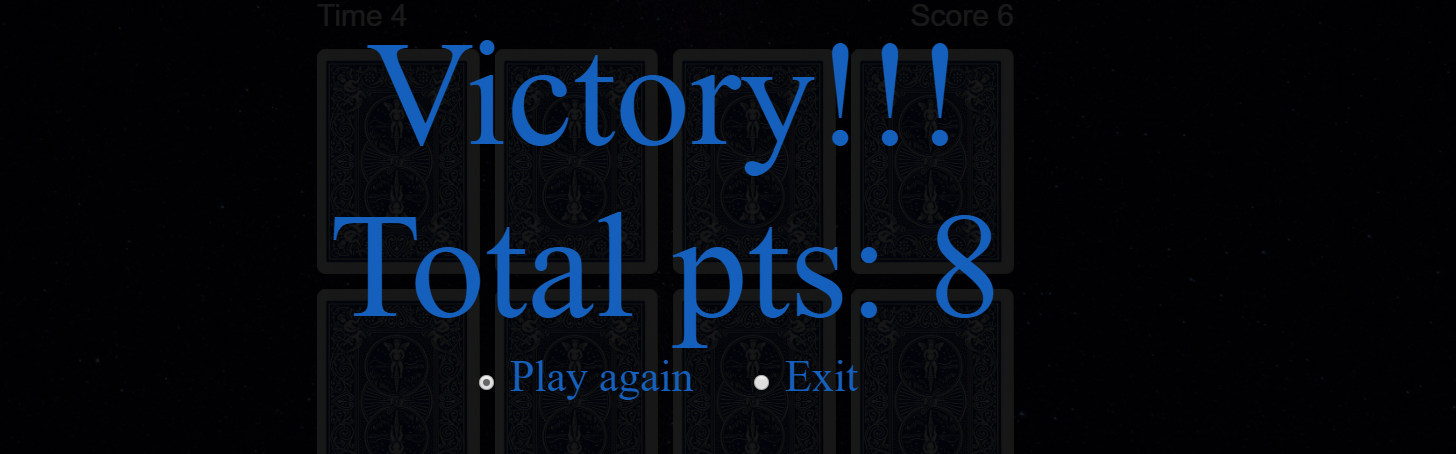 Time 4 Score 6
Victory!!!
Total pts: 8
Play again Exit